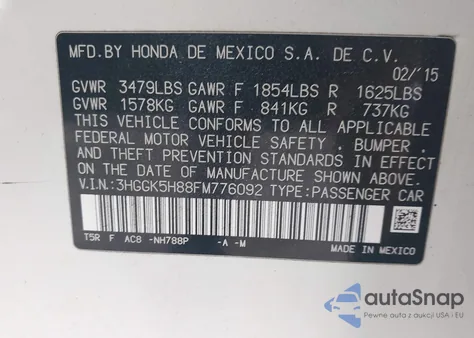 MFD.BY HONDA DE MEXICO S.A. DE C.V.
02/'15
GVWR 3479LBS GAWR F 1854LBS R 1625LBS
GVWR 1578KG GAWR F 841KG R 737KG
THIS VEHICLE CONFORMS TO ALL APPLICABLE
FEDERAL MOTOR VEHICLE SAFETY , BUMPER ,
AND THEFT PREVENTION STANDARDS IN EFFECT
ON THE DATE OF MANUFACTURE SHOWN ABOVE.
V.I.N:3HGGK5H88FM776092 TYPE:PASSENGER CAR
T5R F AC8 -NH788P -A -M
MADE IN MEXICO
autoSnap
Pewne auta z aukcji USA i EU